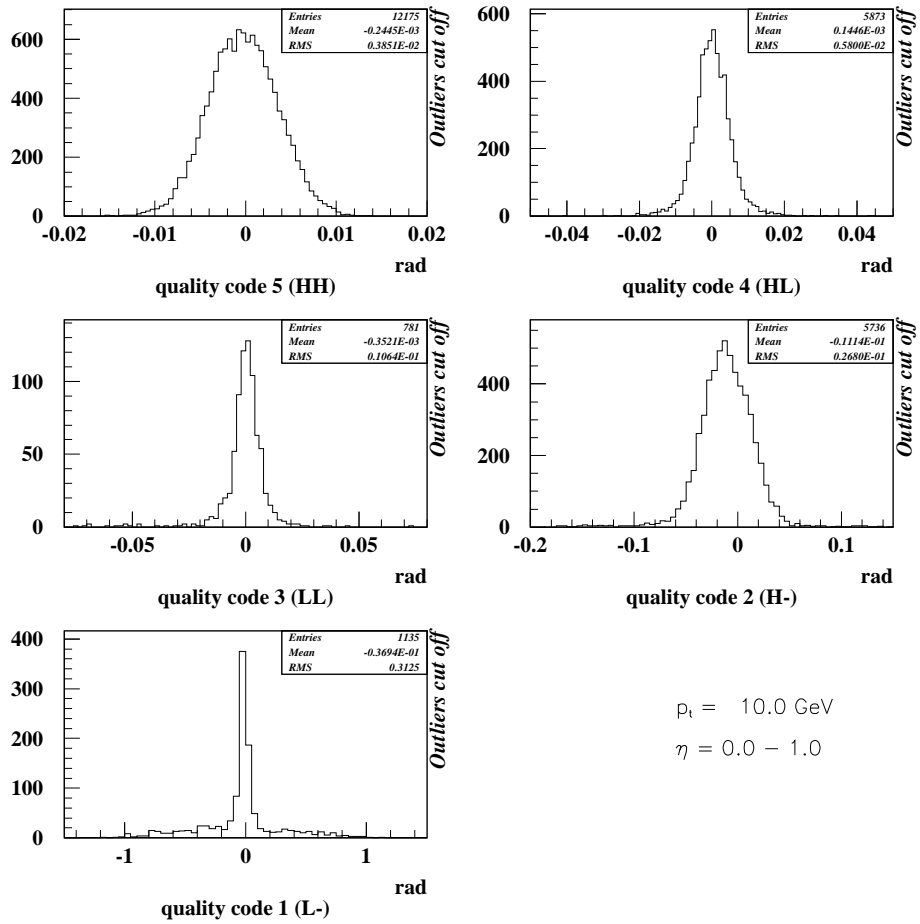 Entries 12175
Mean -0.2445E-03
RMS 0.3851E-02
600
400
200
0
-0.02 -0.01 0 0.01 0.02
rad
quality code 5 (HH)
Outliers cut off
Entries 5873
Mean 0.1446E-03
RMS 0.5800E-02
600
400
200
0
-0.04 -0.02 0 0.02 0.04
rad
quality code 4 (HL)
Outliers cut off
Entries 781
Mean -0.3521E-03
RMS 0.1064E-01
100
50
0
-0.05 0 0.05
rad
quality code 3 (LL)
Outliers cut off
Entries 5736
Mean -0.1114E-01
RMS 0.2680E-01
400
200
0
-0.2 -0.1 0 0.1
rad
quality code 2 (H-)
Outliers cut off
Entries 1135
Mean -0.3694E-01
RMS 0.3125
400
300
200
100
0
-1 0 1
rad
quality code 1 (L-)
Outliers cut off
pt = 10.0 GeV
η = 0.0 – 1.0